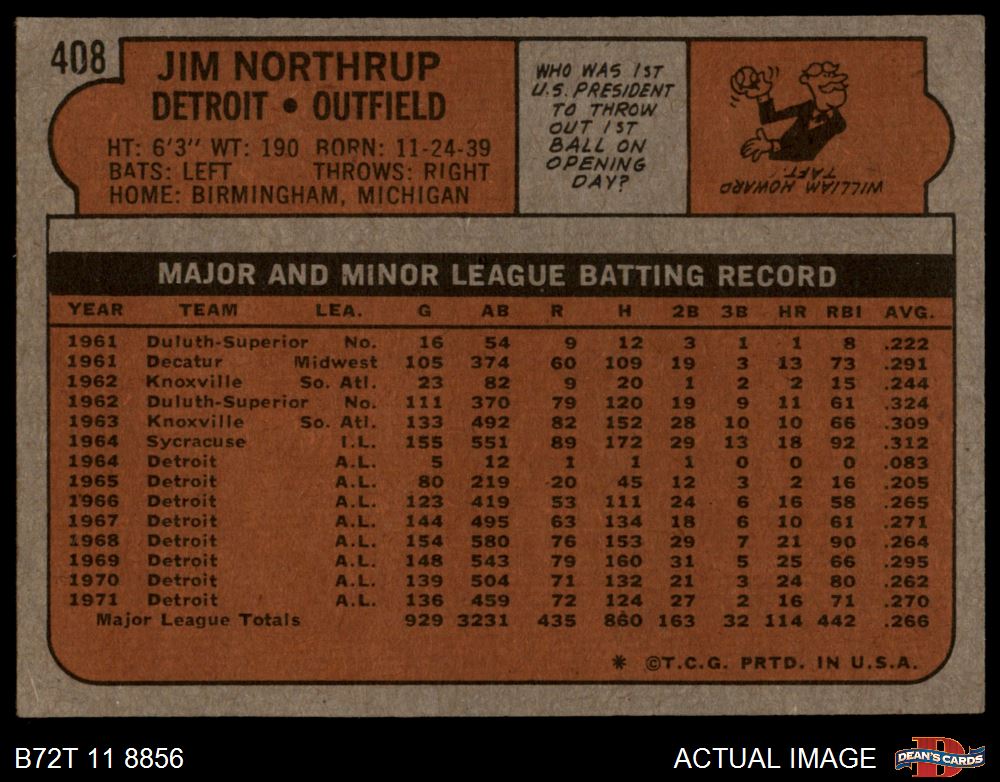 408
JIM NORTHRUP
DETROIT • OUTFIELD
HT: 6'3" WT: 190 BORN: 11-24-39
BATS: LEFT THROWS: RIGHT
HOME: BIRMINGHAM, MICHIGAN
WHO WAS 1ST
U.S. PRESIDENT
TO THROW
OUT 1ST
BALL ON
OPENING
DAY?
WILLIAM HOWARD
TAFT.
MAJOR AND MINOR LEAGUE BATTING RECORD
YEAR TEAM LEA. G AB R H 2B 3B HR RBI AVG.
1961 Duluth-Superior No. 16 54 9 12 3 1 1 8 .222
1961 Decatur Midwest 105 374 60 109 19 3 13 73 .291
1962 Knoxville So. Atl. 23 82 9 20 1 2 2 15 .244
1962 Duluth-Superior No. 111 370 79 120 19 9 11 61 .324
1963 Knoxville So. Atl. 133 492 82 152 28 10 10 66 .309
1964 Sycracuse I.L. 155 551 89 172 29 13 18 92 .312
1964 Detroit A.L. 5 12 1 1 1 0 0 0 .083
1965 Detroit A.L. 80 219 20 45 12 3 2 16 .205
1966 Detroit A.L. 123 419 53 111 24 6 16 58 .265
1967 Detroit A.L. 144 495 63 134 18 6 10 61 .271
1968 Detroit A.L. 154 580 76 153 29 7 21 90 .264
1969 Detroit A.L. 148 543 79 160 31 5 25 66 .295
1970 Detroit A.L. 139 504 71 132 21 3 24 80 .262
1971 Detroit A.L. 136 459 72 124 27 2 16 71 .270
Major League Totals 929 3231 435 860 163 32 114 442 .266
* ©T.C.G. PRTD. IN U.S.A.
B72T 11 8856
ACTUAL IMAGE
DEAN'S CARDS